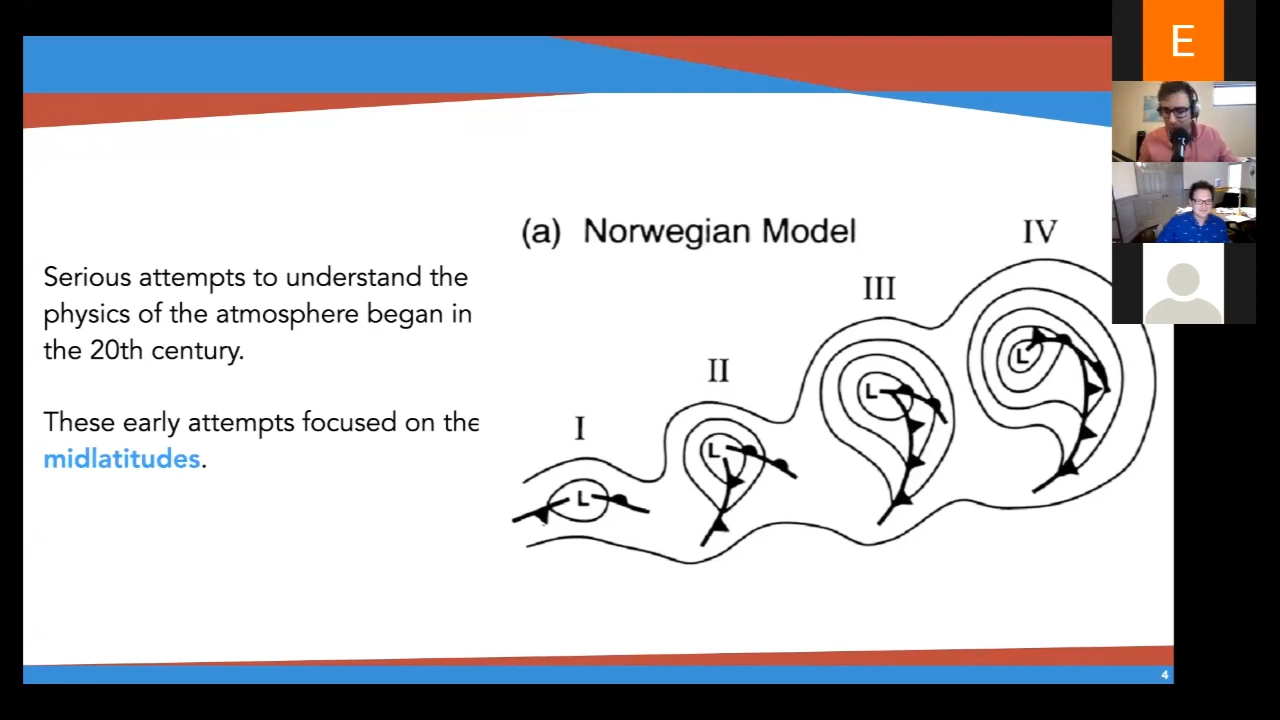 E
(a) Norwegian Model
IV
III
II
I
Serious attempts to understand the
physics of the atmosphere began in
the 20th century.
These early attempts focused on the
midlatitudes.
L
L
L
L
4